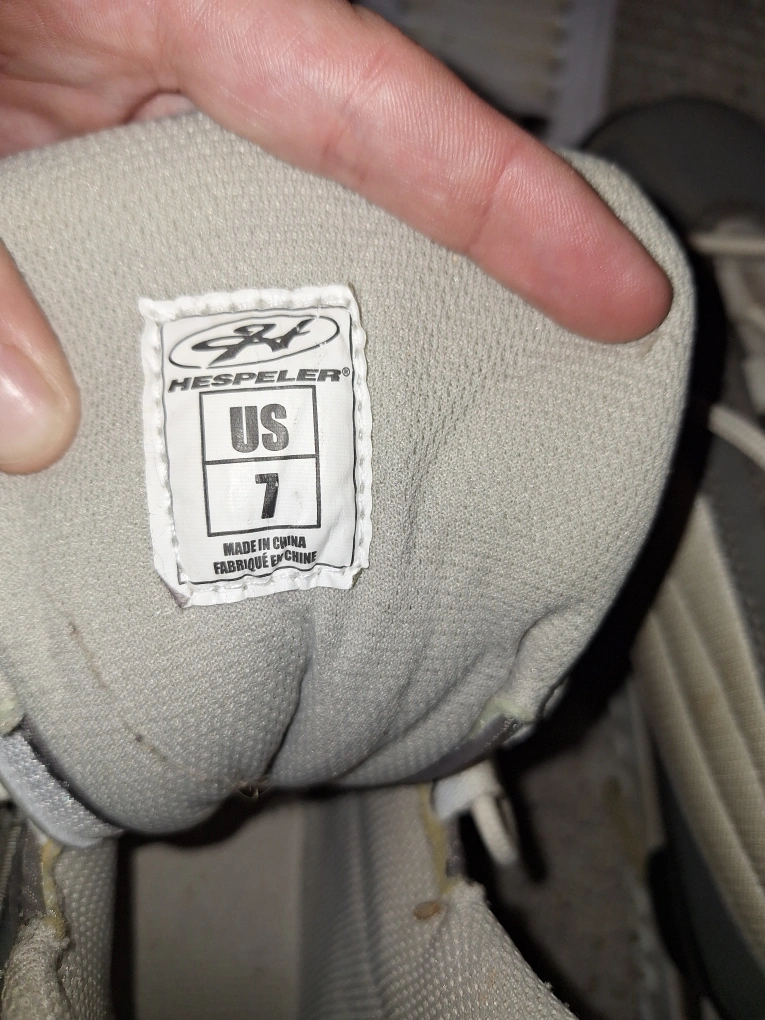 HESPELER®
US
7
MADE IN CHINA
FABRIQUÉ EN CHINE